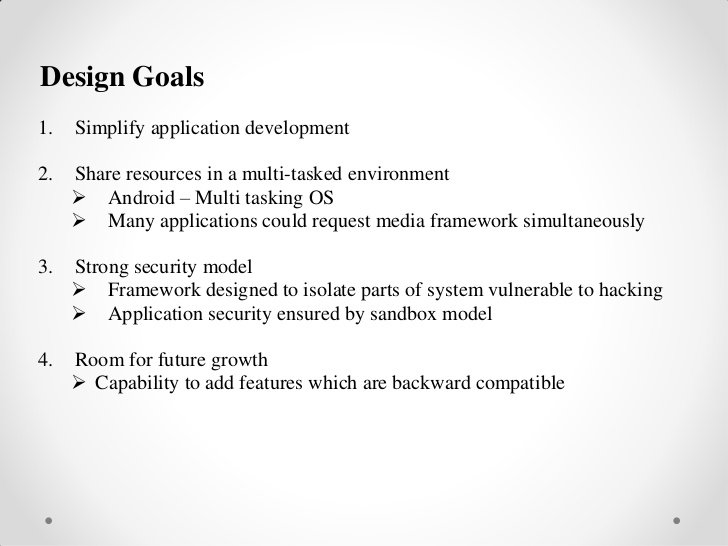 Design Goals
1. Simplify application development
2. Share resources in a multi-tasked environment
➢ Android – Multi tasking OS
➢ Many applications could request media framework simultaneously
3. Strong security model
➢ Framework designed to isolate parts of system vulnerable to hacking
➢ Application security ensured by sandbox model
4. Room for future growth
➢ Capability to add features which are backward compatible